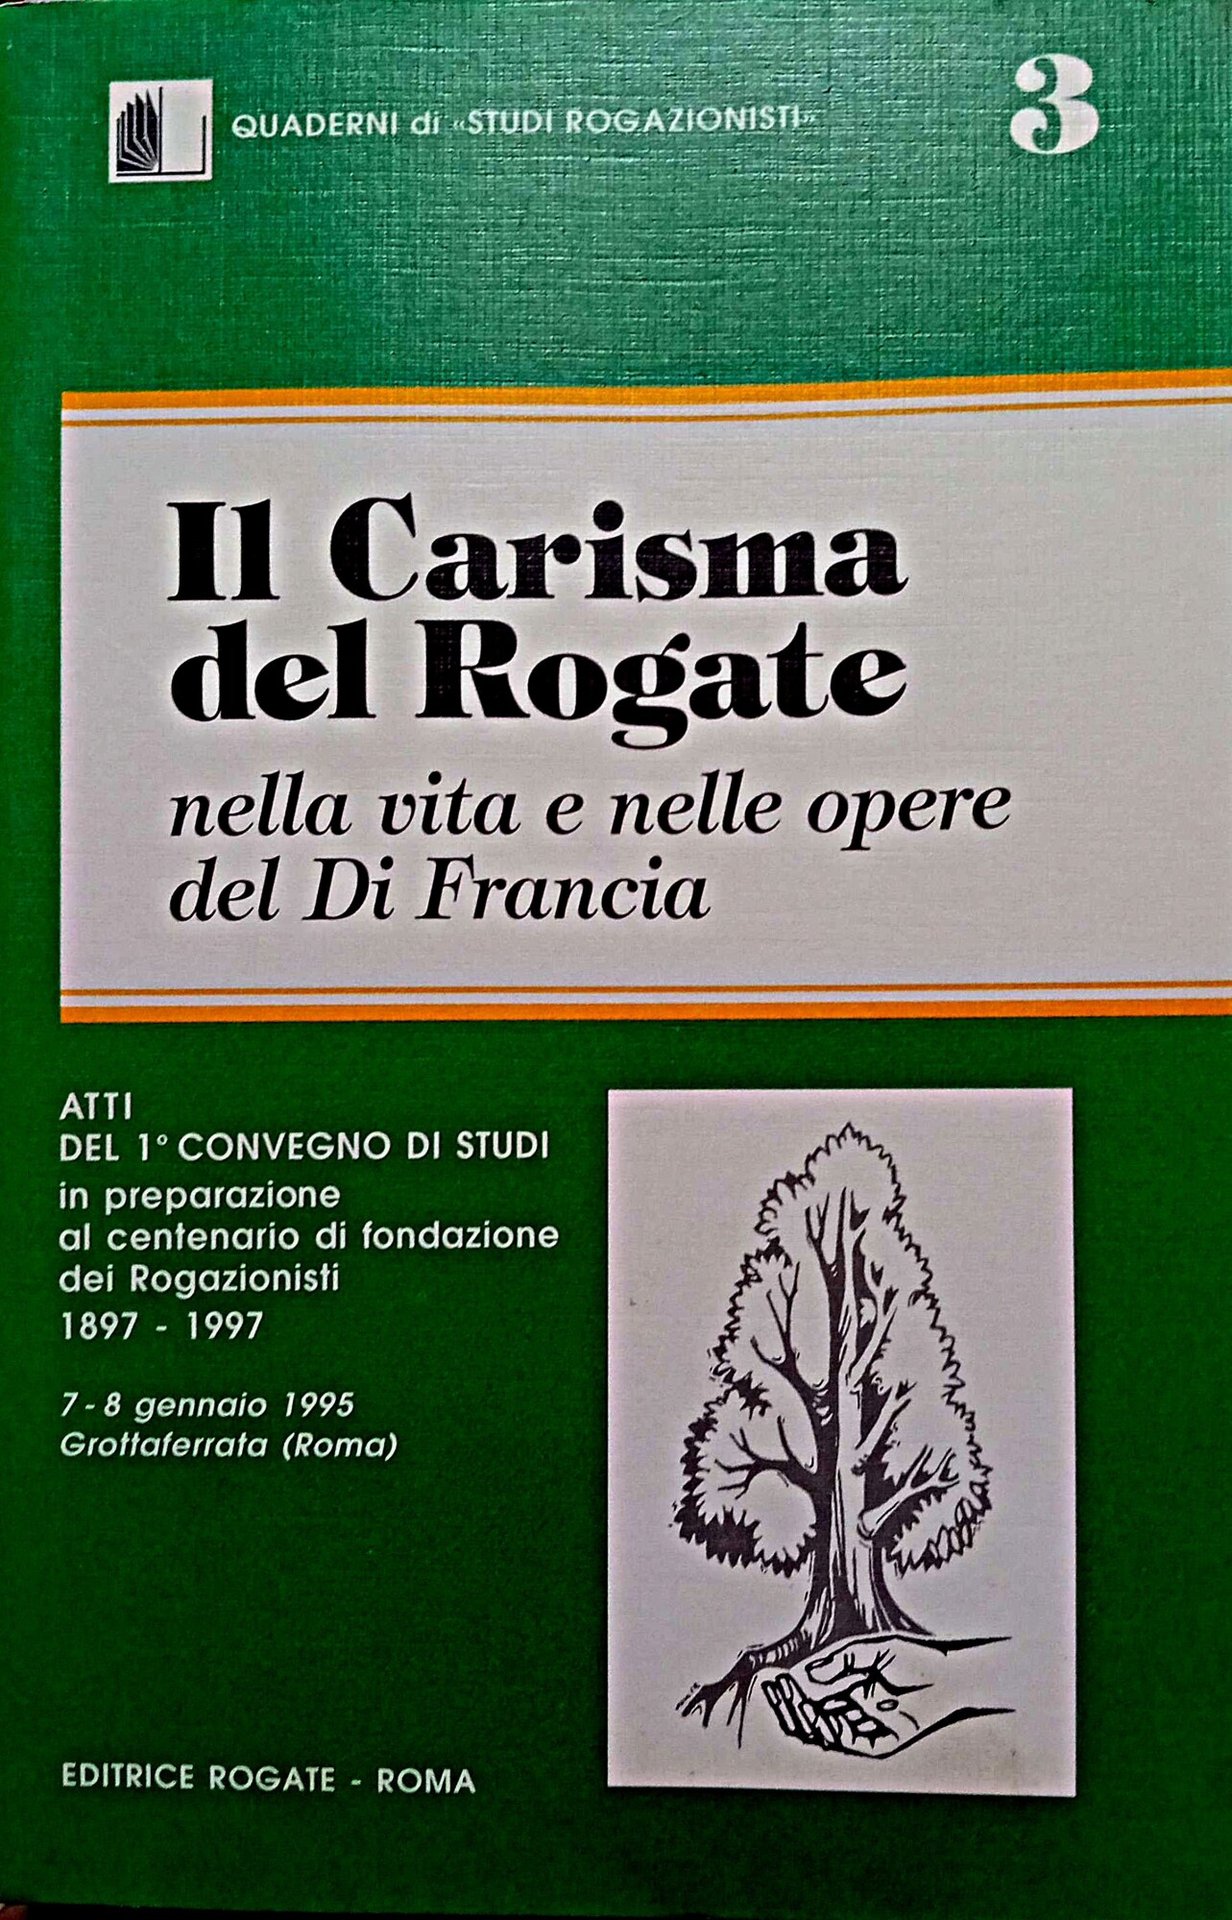 QUADERNI di «STUDI ROGAZIONISTI»
3
Il Carisma
del Rogate
nella vita e nelle opere
del Di Francia
ATTI
DEL 1° CONVEGNO DI STUDI
in preparazione
al centenario di fondazione
dei Rogazionisti
1897 - 1997
7 - 8 gennaio 1995
Grottaferrata (Roma)
EDITRICE ROGATE - ROMA